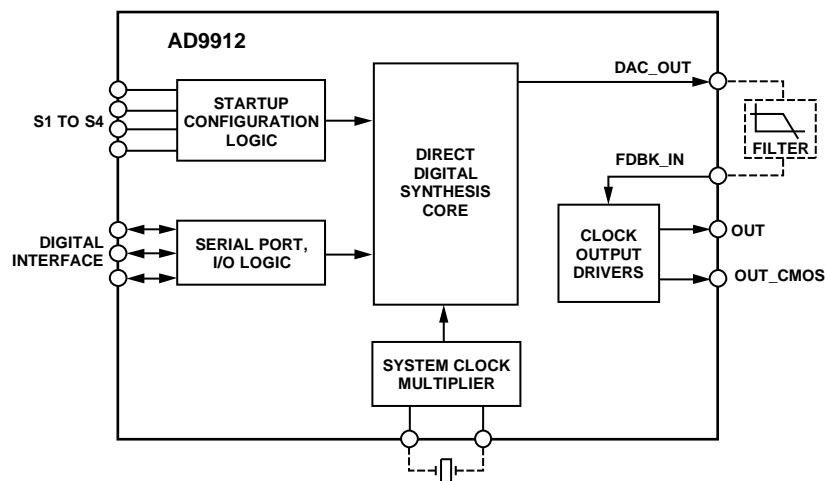 AD9912
S1 TO S4
STARTUP
CONFIGURATION
LOGIC
DIRECT
DIGITAL
SYNTHESIS
CORE
DAC_OUT
FILTER
FDBK_IN
DIGITAL
INTERFACE
SERIAL PORT,
I/O LOGIC
CLOCK
OUTPUT
DRIVERS
OUT
OUT_CMOS
SYSTEM CLOCK
MULTIPLIER